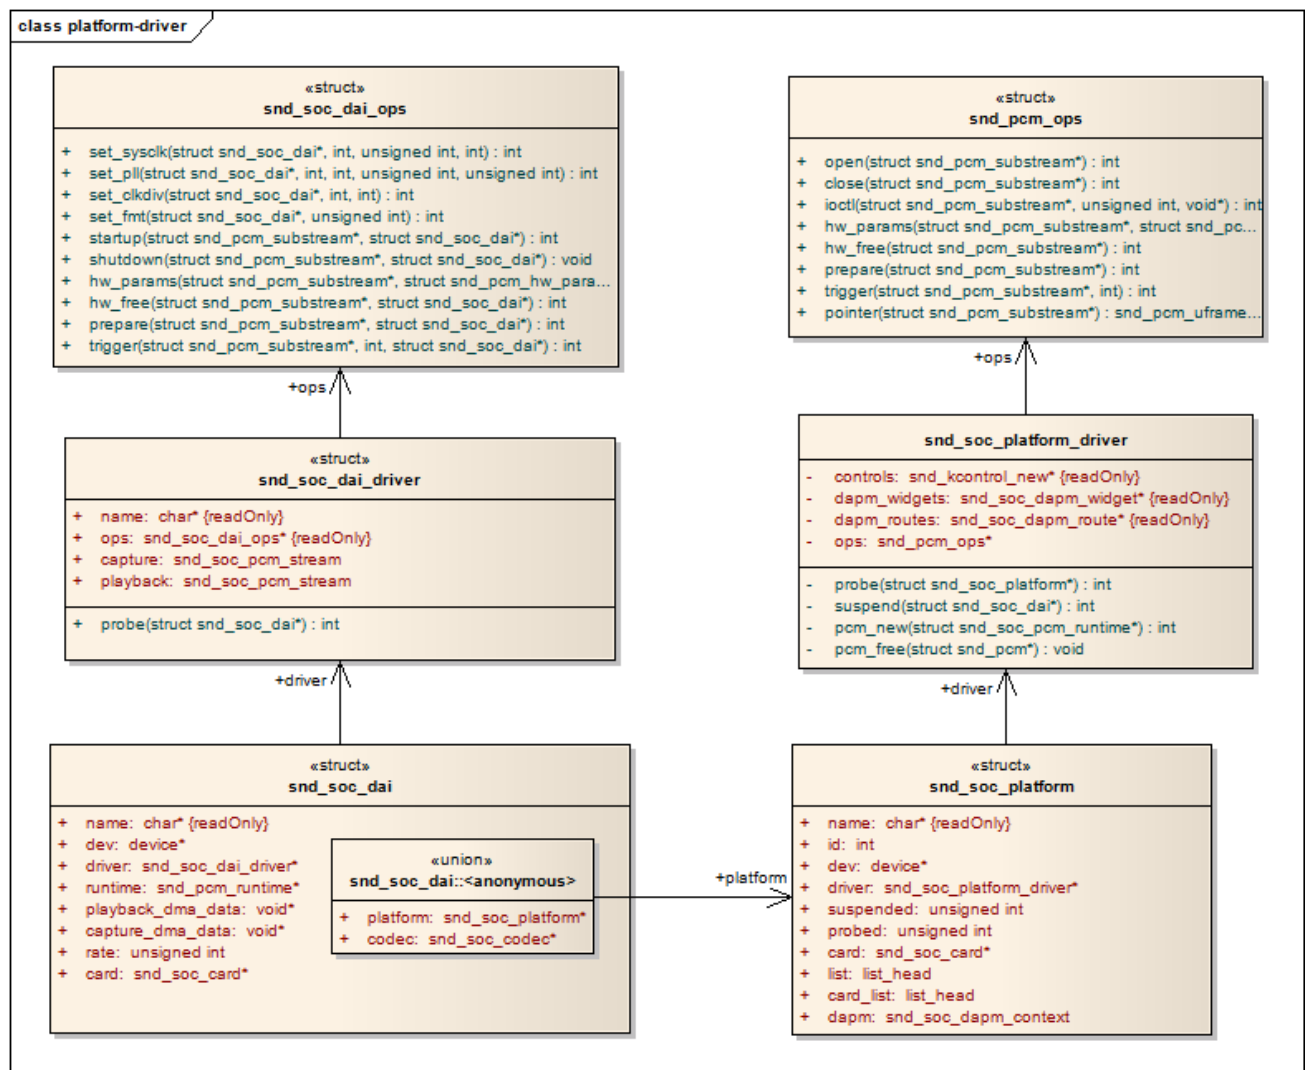 class platform-driver
«struct»
snd_soc_dai_ops
+ set_sysclk(struct snd_soc_dai*, int, unsigned int, int) : int
+ set_pll(struct snd_soc_dai*, int, int, unsigned int, unsigned int) : int
+ set_clkdiv(struct snd_soc_dai*, int, int) : int
+ set_fmt(struct snd_soc_dai*, unsigned int) : int
+ startup(struct snd_pcm_substream*, struct snd_soc_dai*) : int
+ shutdown(struct snd_pcm_substream*, struct snd_soc_dai*) : void
+ hw_params(struct snd_pcm_substream*, struct snd_pcm_hw_para...
+ hw_free(struct snd_pcm_substream*, struct snd_soc_dai*) : int
+ prepare(struct snd_pcm_substream*, struct snd_soc_dai*) : int
+ trigger(struct snd_pcm_substream*, int, struct snd_soc_dai*) : int
«struct»
snd_pcm_ops
+ open(struct snd_pcm_substream*) : int
+ close(struct snd_pcm_substream*) : int
+ ioctl(struct snd_pcm_substream*, unsigned int, void*) : int
+ hw_params(struct snd_pcm_substream*, struct snd_pc...
+ hw_free(struct snd_pcm_substream*) : int
+ prepare(struct snd_pcm_substream*) : int
+ trigger(struct snd_pcm_substream*, int) : int
+ pointer(struct snd_pcm_substream*) : snd_pcm_uframe...
+ops
+ops
«struct»
snd_soc_dai_driver
+ name: char* {readOnly}
+ ops: snd_soc_dai_ops* {readOnly}
+ capture: snd_soc_pcm_stream
+ playback: snd_soc_pcm_stream
+ probe(struct snd_soc_dai*) : int
snd_soc_platform_driver
- controls: snd_kcontrol_new* {readOnly}
- dapm_widgets: snd_soc_dapm_widget* {readOnly}
- dapm_routes: snd_soc_dapm_route* {readOnly}
- ops: snd_pcm_ops*
- probe(struct snd_soc_platform*) : int
- suspend(struct snd_soc_dai*) : int
- pcm_new(struct snd_soc_pcm_runtime*) : int
- pcm_free(struct snd_pcm*) : void
+driver
+driver
«struct»
snd_soc_dai
+ name: char* {readOnly}
+ dev: device*
+ driver: snd_soc_dai_driver*
+ runtime: snd_pcm_runtime*
+ playback_dma_data: void*
+ capture_dma_data: void*
+ rate: unsigned int
+ card: snd_soc_card*
«union»
snd_soc_dai::<anonymous>
+ platform: snd_soc_platform*
+ codec: snd_soc_codec*
+platform
«struct»
snd_soc_platform
+ name: char* {readOnly}
+ id: int
+ dev: device*
+ driver: snd_soc_platform_driver*
+ suspended: unsigned int
+ probed: unsigned int
+ card: snd_soc_card*
+ list: list_head
+ card_list: list_head
+ dapm: snd_soc_dapm_context